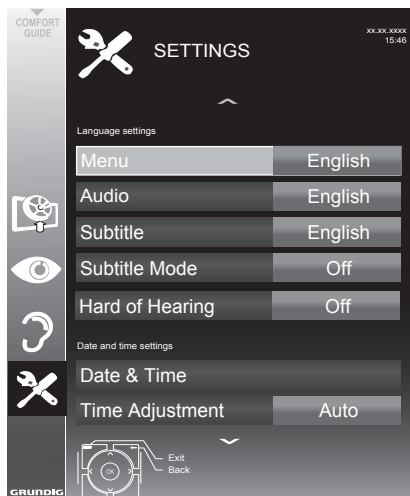 COMFORT
GUIDE
SETTINGS
xx.xx.xxxx
15:46
Language settings
Menu English
Audio English
Subtitle English
Subtitle Mode Off
Hard of Hearing Off
Date and time settings
Date & Time
Time Adjustment Auto
Exit
Back
OK
GRUNDIG